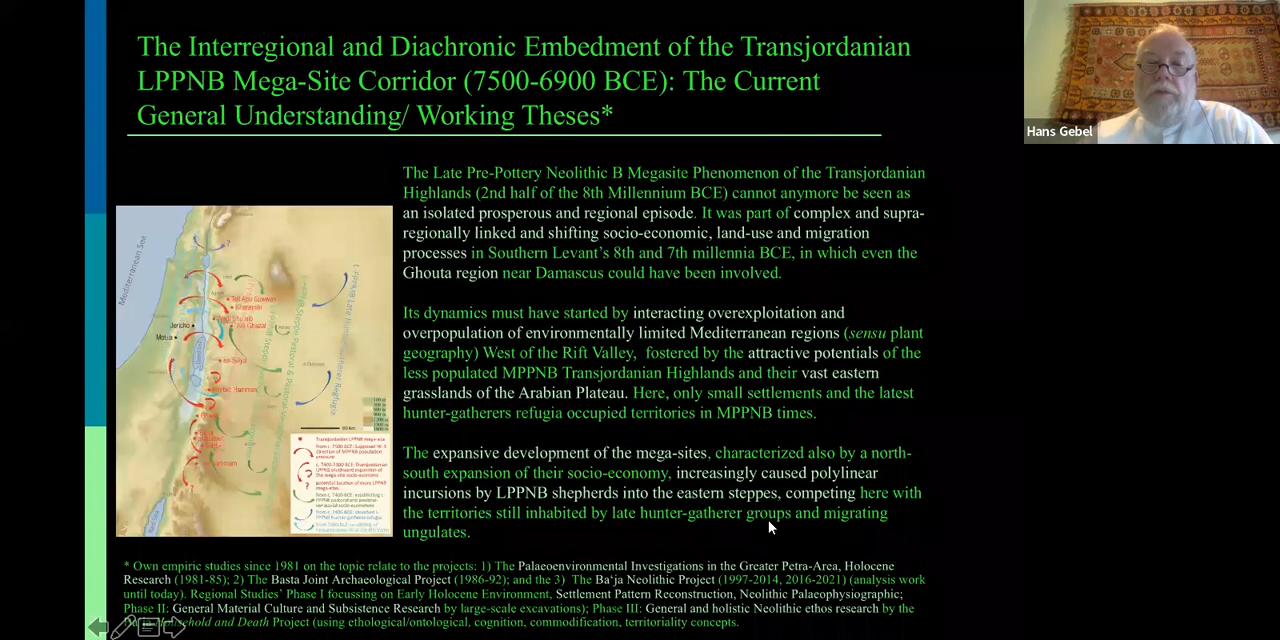 The Interregional and Diachronic Embedment of the Transjordanian
LPPNB Mega-Site Corridor (7500-6900 BCE): The Current
General Understanding/ Working Theses*
Hans Gebel
The Late Pre-Pottery Neolithic B Megasite Phenomenon of the Transjordanian
Highlands (2nd half of the 8th Millennium BCE) cannot anymore be seen as
an isolated prosperous and regional episode. It was part of complex and supra-
regionally linked and shifting socio-economic, land-use and migration
processes in Southern Levant's 8th and 7th millennia BCE, in which even the
Ghouta region near Damascus could have been involved.
Its dynamics must have started by interacting overexploitation and
overpopulation of environmentally limited Mediterranean regions (sensu plant
geography) West of the Rift Valley, fostered by the attractive potentials of the
less populated MPPNB Transjordanian Highlands and their vast eastern
grasslands of the Arabian Plateau. Here, only small settlements and the latest
hunter-gatherers refugia occupied territories in MPPNB times.
The expansive development of the mega-sites, characterized also by a north-
south expansion of their socio-economy, increasingly caused polylinear
incursions by LPPNB shepherds into the eastern steppes, competing here with
the territories still inhabited by late hunter-gatherer groups and migrating
ungulates.
Mediterranean Sea
Tell Abu Suwwan
Kharaysin
Jericho
Motza
es-Sifiya
* Own empiric studies since 1981 on the topic relate to the projects: 1) The Palaeoenvironmental Investigations in the Greater Petra-Area, Holocene
Research (1981-85); 2) The Basta Joint Archaeological Project (1986-92); and the 3) The Ba'ja Neolithic Project (1997-2014, 2016-2021) (analysis work
until today). Regional Studies' Phase I focussing on Early Holocene Environment, Settlement Pattern Reconstruction, Neolithic Palaeophysiographic;
Phase II: General Material Culture and Subsistence Research by large-scale excavations); Phase III: General and holistic Neolithic ethos research by the
Household and Death Project (using ethological/ontological, cognition, commodification, territoriality concepts.